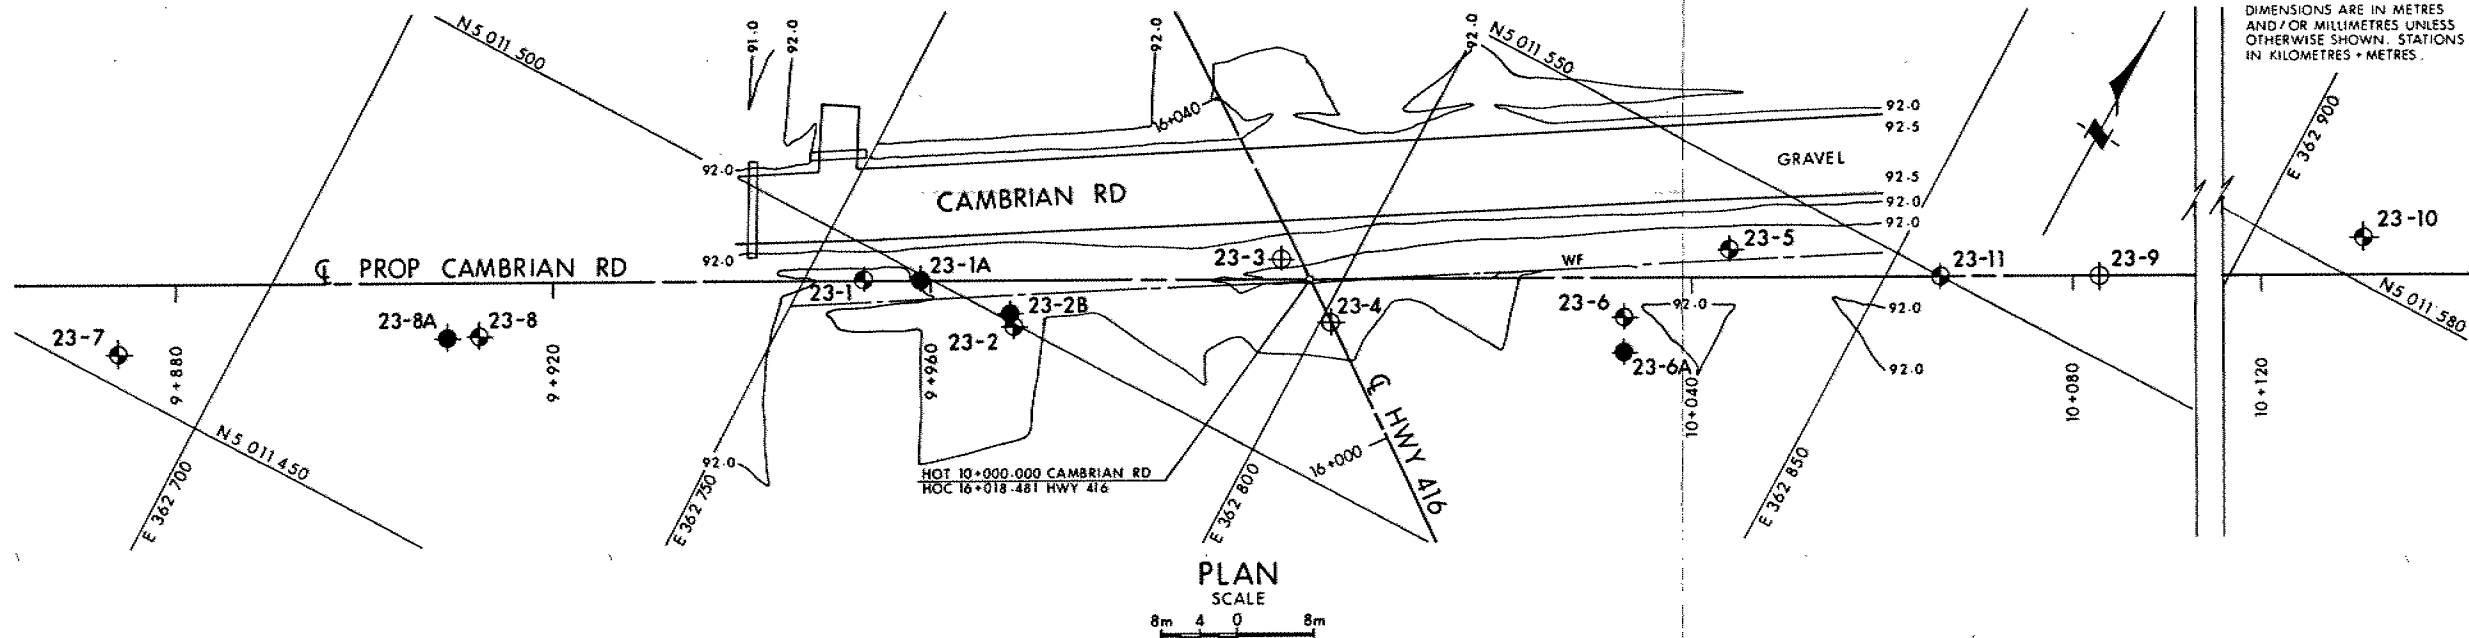 DIMENSIONS ARE IN METRES
AND/OR MILLIMETRES UNLESS
OTHERWISE SHOWN. STATIONS
IN KILOMETRES + METRES.
N 5 011 500
91.0
92.0
92.0
92.0
N 5 011 550
16+040
92.0
92.5
GRAVEL
E 362 900
92.0
CAMBRIAN RD
92.5
92.0
92.0
23-10
92.0
23-5
23-3
WF
23-11
23-9
℄ PROP CAMBRIAN RD
23-1A
23-1
23-2B
23-4
23-6
92.0
92.0
N 5 011 580
23-8A
23-8
23-7
23-2
23-6A
92.0
9+880
9+920
9+960
10+040
10+080
10+120
℄ HWY 416
N 5 011 450
92.0
16+000
HOT 10+000.000 CAMBRIAN RD
HOC 16+018.481 HWY 416
E 362 700
E 362 750
E 362 800
E 362 850
PLAN
SCALE
8m 4 0 8m